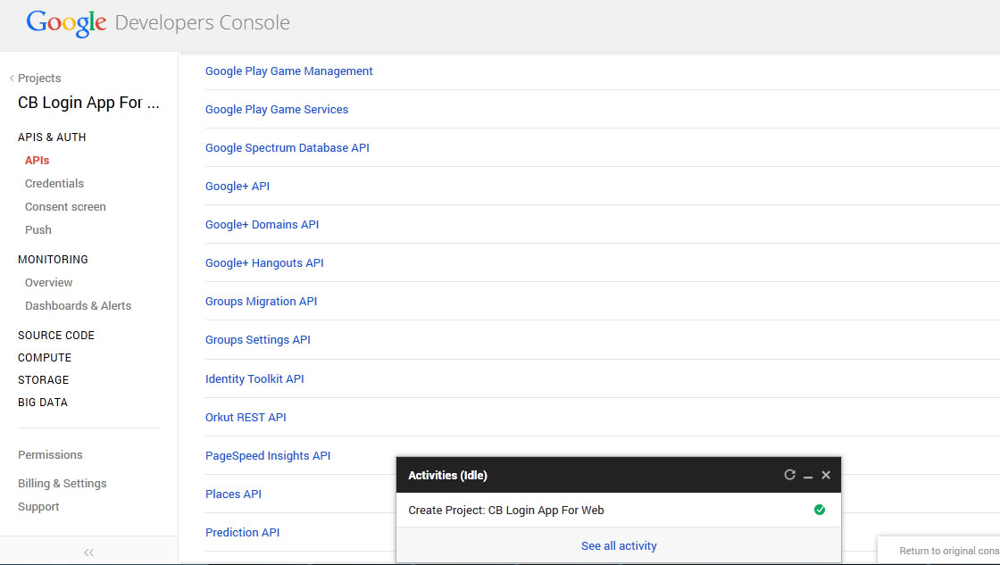 Google Developers Console
Projects
CB Login App For ...
APIS & AUTH
APIs
Credentials
Consent screen
Push
MONITORING
Overview
Dashboards & Alerts
SOURCE CODE
COMPUTE
STORAGE
BIG DATA
Permissions
Billing & Settings
Support
Google Play Game Management
Google Play Game Services
Google Spectrum Database API
Google+ API
Google+ Domains API
Google+ Hangouts API
Groups Migration API
Groups Settings API
Identity Toolkit API
Orkut REST API
PageSpeed Insights API
Places API
Prediction API
Activities (Idle)
Create Project: CB Login App For Web
See all activity
Return to original cons